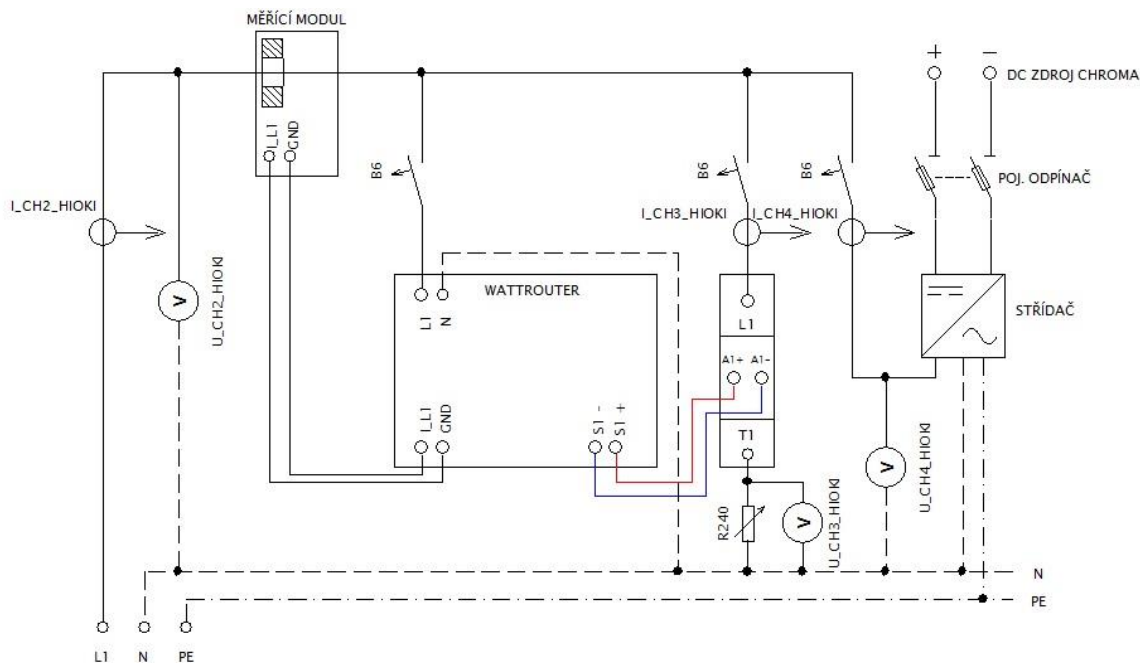 MĚŘÍCÍ MODUL
+ −
DC ZDROJ CHROMA
I_L1
GND
B6
B6
B6
POJ. ODPÍNAČ
I_CH2_HIOKI
I_CH3_HIOKI
I_CH4_HIOKI
V
U_CH2_HIOKI
WATTROUTER
L1
N
L1
STŘÍDAČ
A1+ A1-
I_L1
GND
S1 -
S1 +
T1
V
U_CH4_HIOKI
R240
V
U_CH3_HIOKI
N
PE
L1 N PE